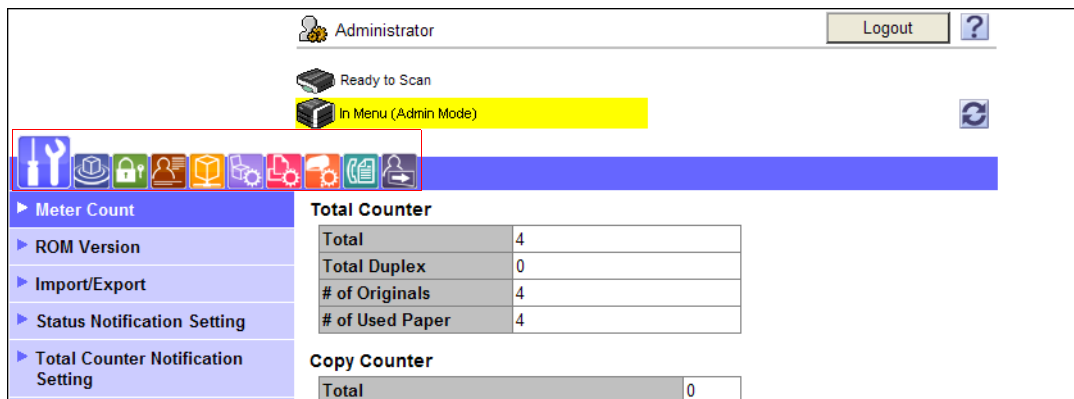 Administrator
Logout
?
Ready to Scan
In Menu (Admin Mode)
Meter Count
ROM Version
Import/Export
Status Notification Setting
Total Counter Notification
Setting
Total Counter
Total 4
Total Duplex 0
# of Originals 4
# of Used Paper 4
Copy Counter
Total 0